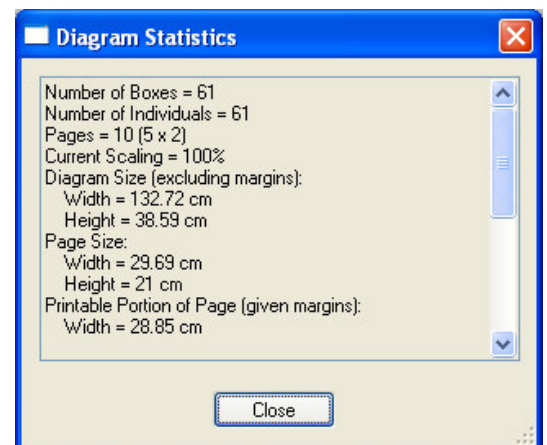 Diagram Statistics
Number of Boxes = 61
Number of Individuals = 61
Pages = 10 (5 x 2)
Current Scaling = 100%
Diagram Size (excluding margins):
Width = 132.72 cm
Height = 38.59 cm
Page Size:
Width = 29.69 cm
Height = 21 cm
Printable Portion of Page (given margins):
Width = 28.85 cm
Close